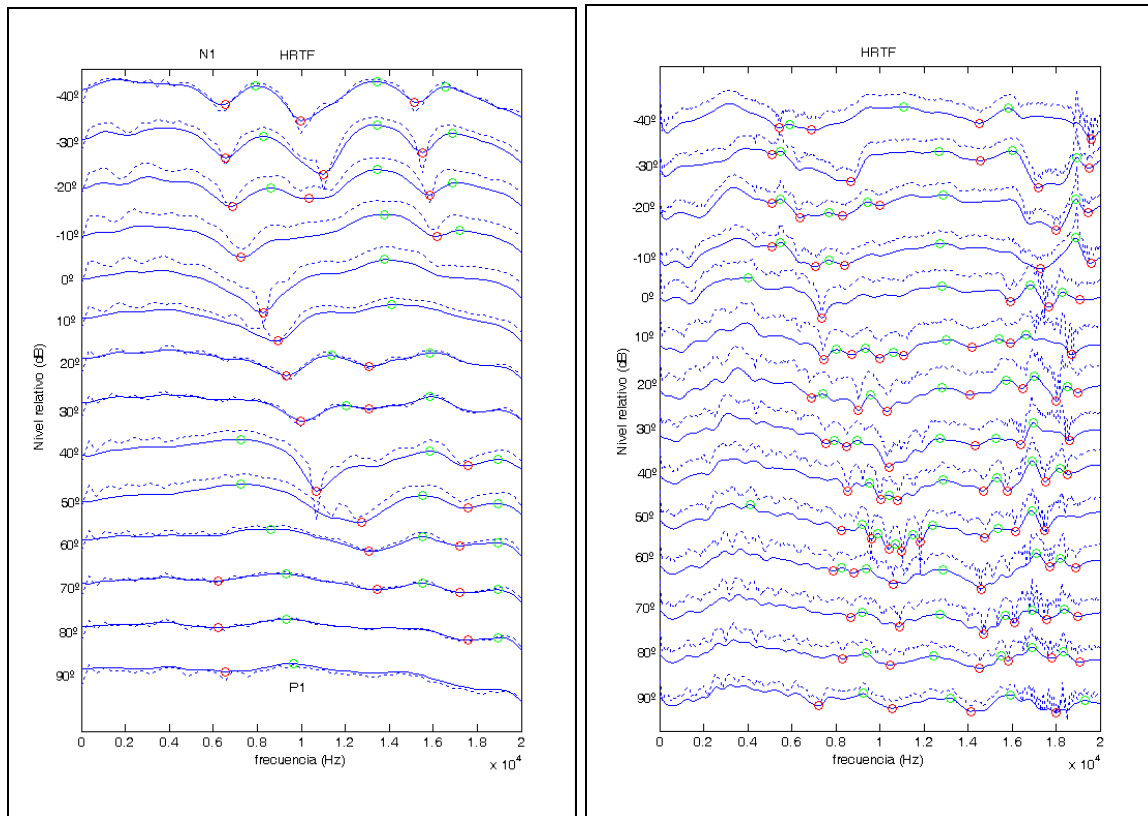 N1 HRTF
-40º
-30º
-20º
-10º
0º
10º
20º
30º
40º
50º
60º
70º
80º
90º
Nivel relativo (dB)
P1
0 0.2 0.4 0.6 0.8 1 1.2 1.4 1.6 1.8 2
frecuencia (Hz)
x 10⁴
HRTF
-40º
-30º
-20º
-10º
0º
10º
20º
30º
40º
50º
60º
70º
80º
90º
Nivel relativo (dB)
0 0.2 0.4 0.6 0.8 1 1.2 1.4 1.6 1.8 2
frecuencia (Hz)
x 10⁴